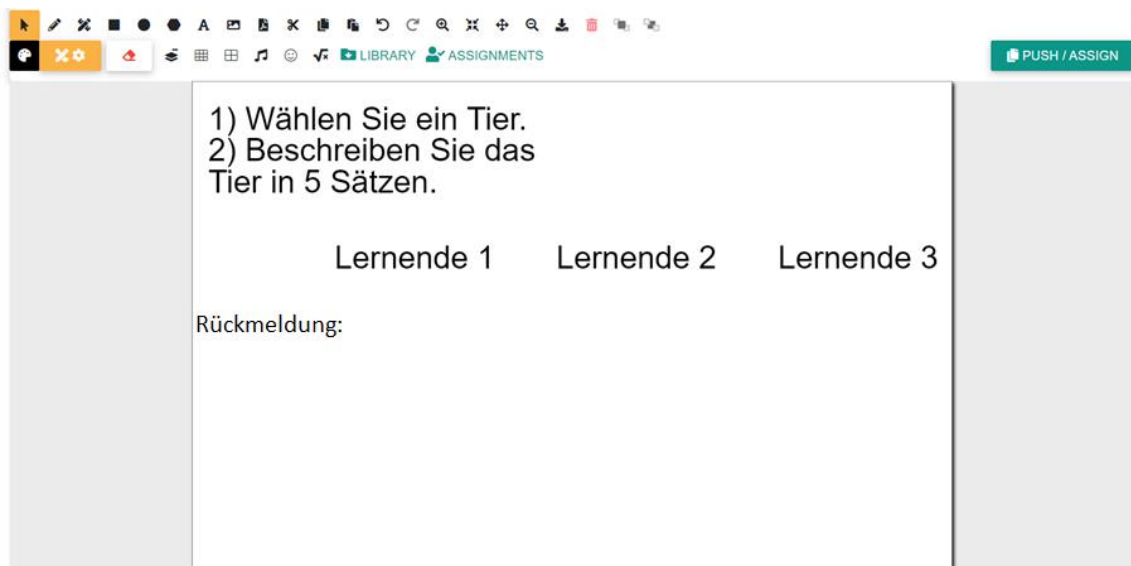 A
LIBRARY ASSIGNMENTS
PUSH / ASSIGN
1) Wählen Sie ein Tier.
2) Beschreiben Sie das
Tier in 5 Sätzen.
Lernende 1 Lernende 2 Lernende 3
Rückmeldung: